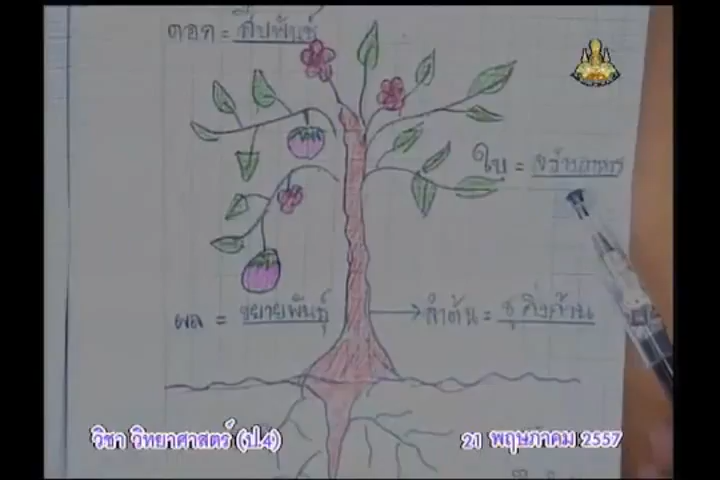 ดอก = สืบพันธุ์
ใบ = สร้างอาหาร
ผล = ขยายพันธุ์
ลำต้น = ชูกิ่งก้าน
วิชา วิทยาศาสตร์ (ป.4)
21 พฤษภาคม 2557